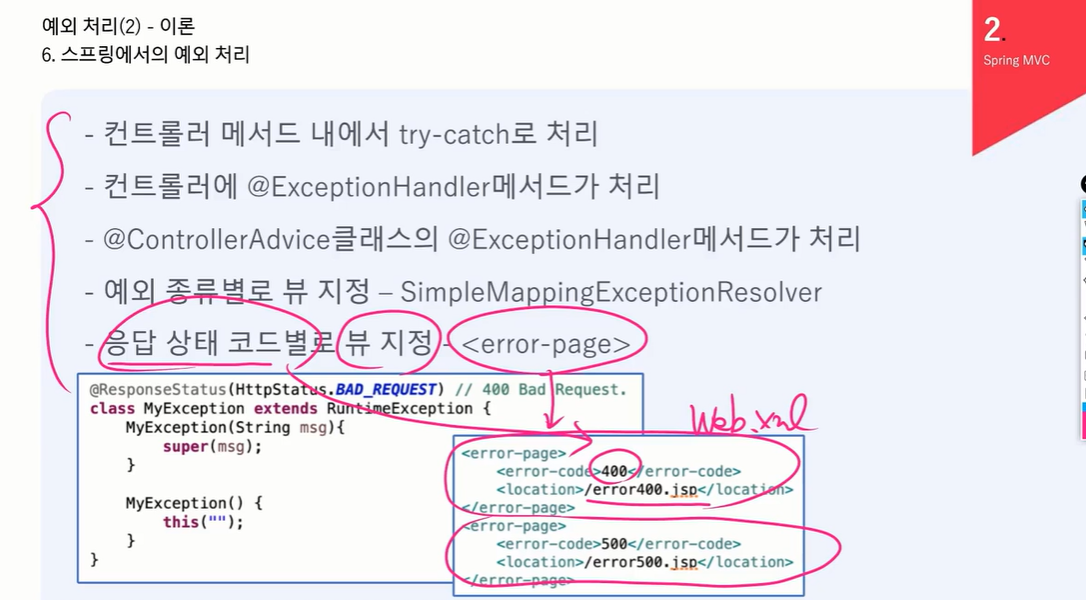 예외 처리(2) - 이론
6. 스프링에서의 예외 처리
2.
Spring MVC
- 컨트롤러 메서드 내에서 try-catch로 처리
- 컨트롤러에 @ExceptionHandler메서드가 처리
- @ControllerAdvice클래스의 @ExceptionHandler메서드가 처리
- 예외 종류별로 뷰 지정 – SimpleMappingExceptionResolver
- 응답 상태 코드별로 뷰 지정 - <error-page>
@ResponseStatus(HttpStatus.BAD_REQUEST) // 400 Bad Request.
class MyException extends RuntimeException {
MyException(String msg){
super(msg);
}
MyException() {
this("");
}
}
Web.xml
<error-page>
<error-code>400</error-code>
<location>/error400.jsp</location>
</error-page>
<error-page>
<error-code>500</error-code>
<location>/error500.jsp</location>
</error-page>